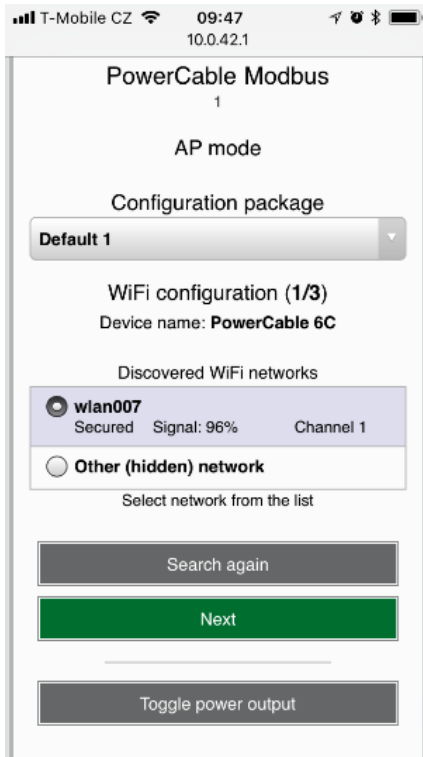 T-Mobile CZ 09:47
10.0.42.1
PowerCable Modbus
1
AP mode
Configuration package
Default 1
WiFi configuration (1/3)
Device name: PowerCable 6C
Discovered WiFi networks
wlan007
Secured Signal: 96% Channel 1
Other (hidden) network
Select network from the list
Search again
Next
Toggle power output